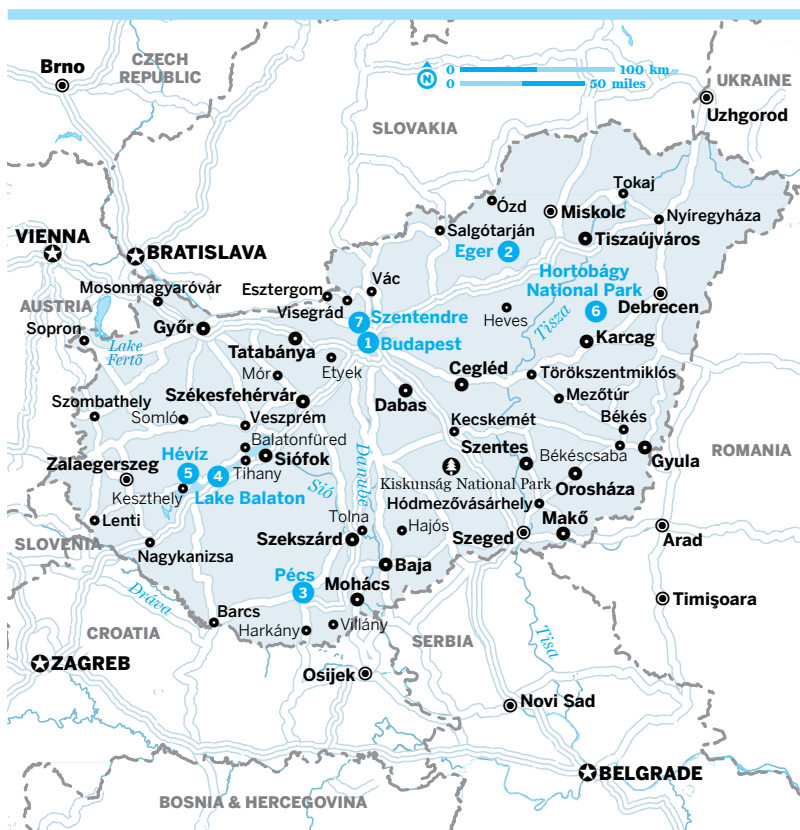 CZECH
REPUBLIC
Brno
N
0
100 km
0
50 miles
UKRAINE
Uzhgorod
SLOVAKIA
Tokaj
Ózd
Miskolc
Nyíregyháza
Salgótarján
Tiszaújváros
Eger
2
VIENNA
BRATISLAVA
Hortobágy
National Park
6
Vác
Esztergom
Mosonmagyaróvár
Visegrád
AUSTRIA
Debrecen
Heves
Tisza
7
Szentendre
Sopron
Győr
Lake
Fertő
Tatabánya
1
Budapest
Karcag
Etyek
Mór
Cegléd
Törökszentmiklós
Székesfehérvár
Dabas
Mezőtúr
Szombathely
Somló
Veszprém
Kecskemét
Békés
Balatonfüred
Szentes
Békéscsaba
Gyula
ROMANIA
Hévíz
5
Zalaegerszeg
Tihany
Siófok
Danube
4
Lake Balaton
Keszthely
Sió
Kiskunság National Park
Orosháza
Hódmezővásárhely
Lenti
Tolna
Hajós
Makó
Szekszárd
Szeged
Arad
SLOVENIA
Nagykanizsa
Baja
Pécs
3
Mohács
Timişoara
Dráva
Barcs
Harkány
Villány
CROATIA
SERBIA
Tisa
ZAGREB
Osijek
Novi Sad
BELGRADE
BOSNIA & HERCEGOVINA